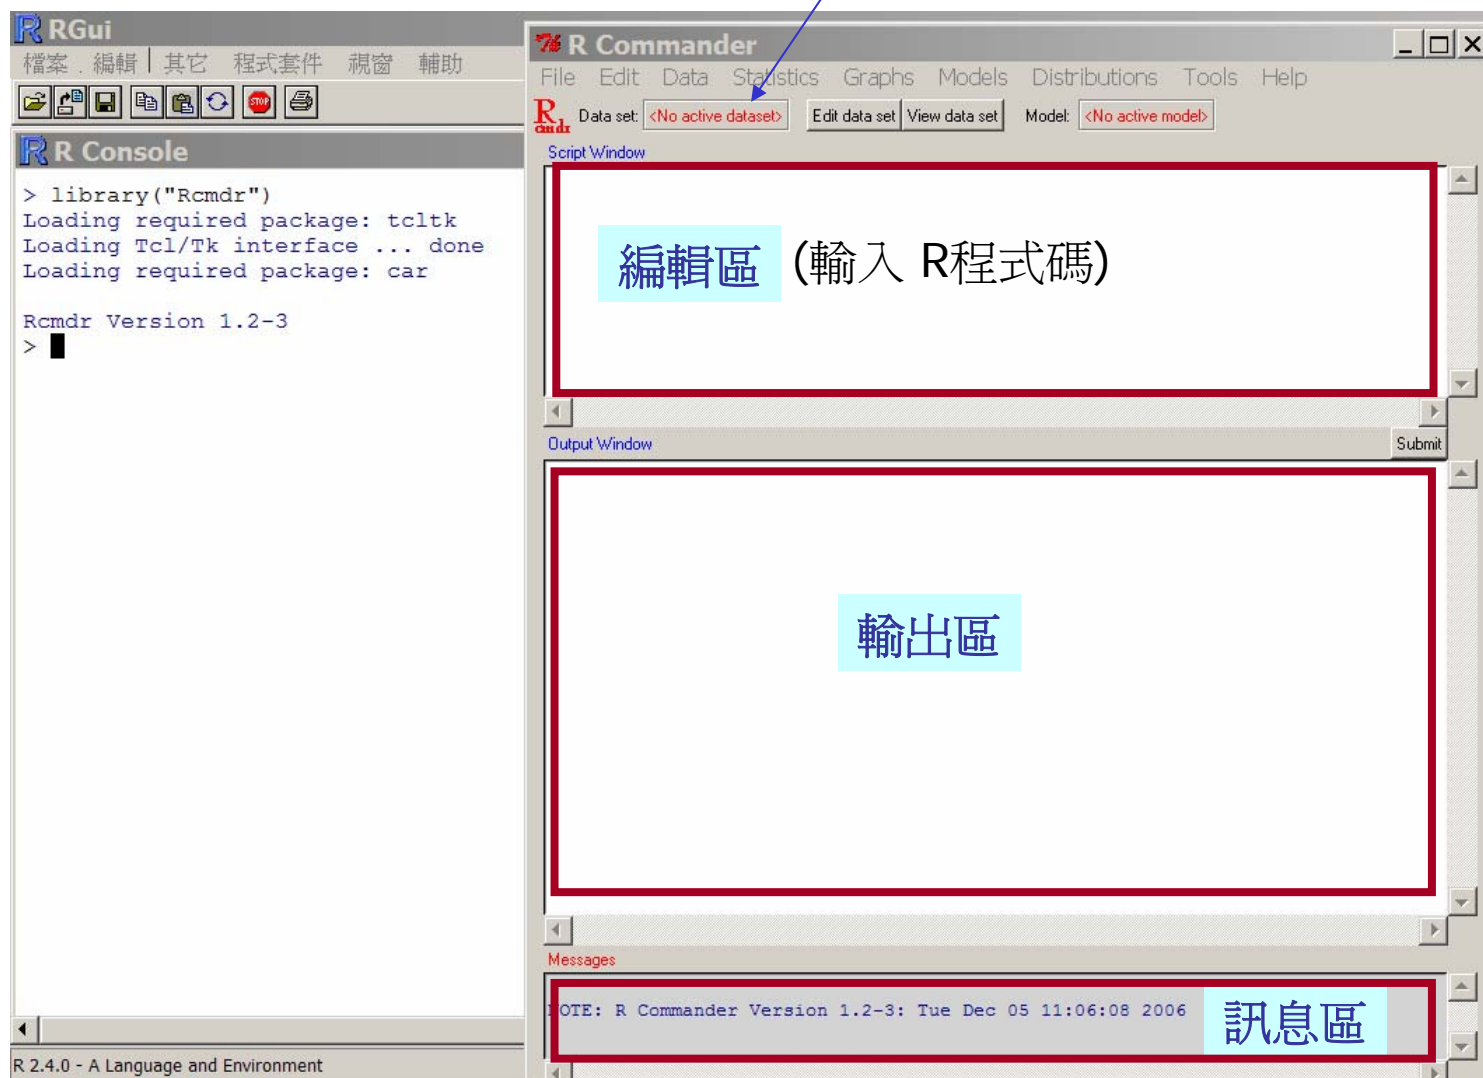 RGui
檔案 編輯 其它 程式套件 視窗 輔助
STOP
R Console
> library("Rcmdr")
Loading required package: tcltk
Loading Tcl/Tk interface ... done
Loading required package: car
Rcmdr Version 1.2-3
>
R 2.4.0 - A Language and Environment
R Commander
File Edit Data Statistics Graphs Models Distributions Tools Help
R cmdr Data set: <No active dataset> Edit data set View data set Model: <No active model>
Script Window
編輯區 (輸入 R程式碼)
Output Window Submit
輸出區
Messages
NOTE: R Commander Version 1.2-3: Tue Dec 05 11:06:08 2006
訊息區